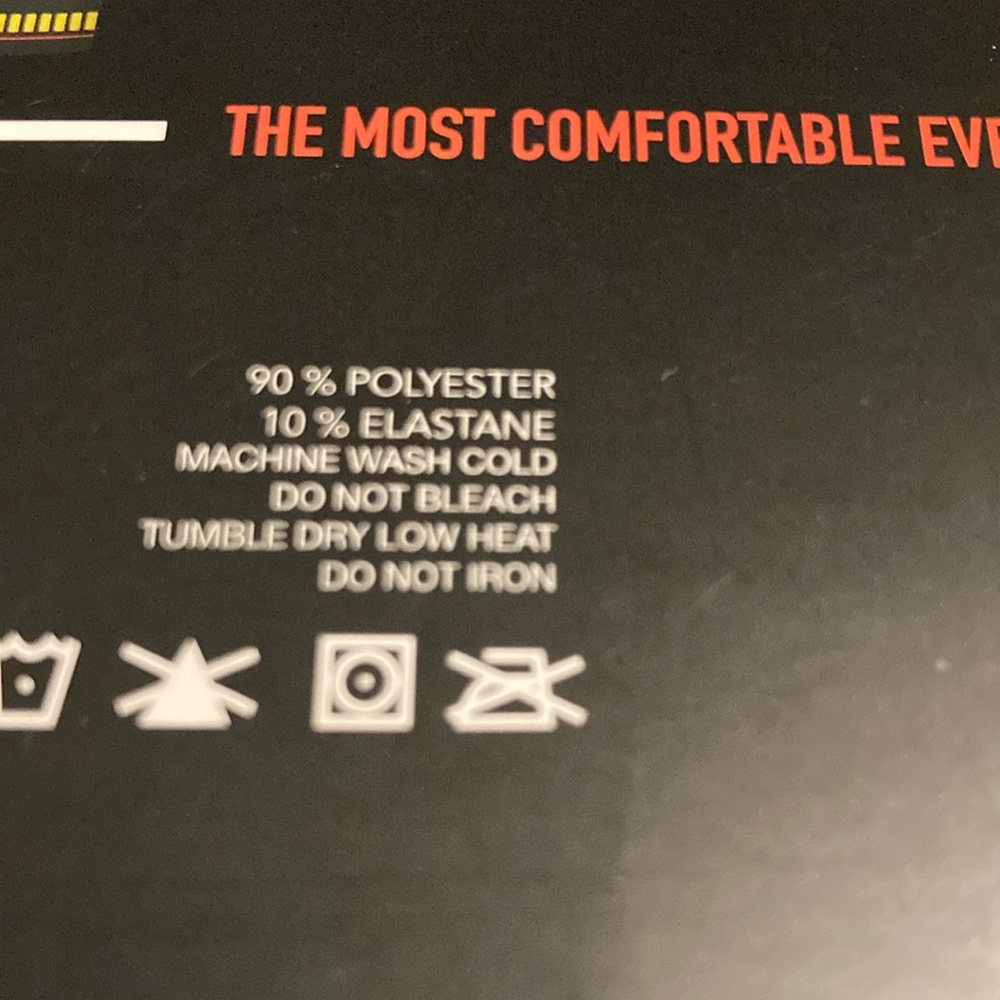 THE MOST COMFORTABLE EVE
90 % POLYESTER
10 % ELASTANE
MACHINE WASH COLD
DO NOT BLEACH
TUMBLE DRY LOW HEAT
DO NOT IRON